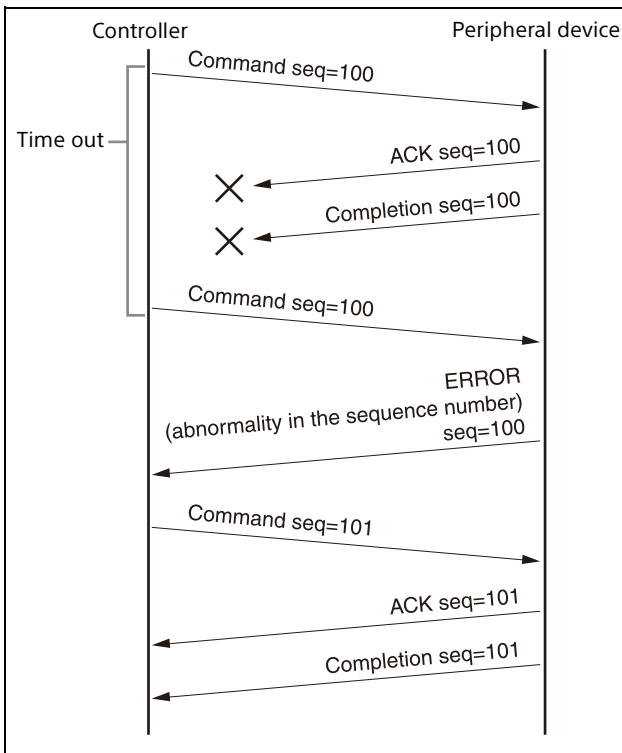 Controller
Peripheral device
Command seq=100
Time out
ACK seq=100
Completion seq=100
Command seq=100
ERROR
(abnormality in the sequence number)
seq=100
Command seq=101
ACK seq=101
Completion seq=101